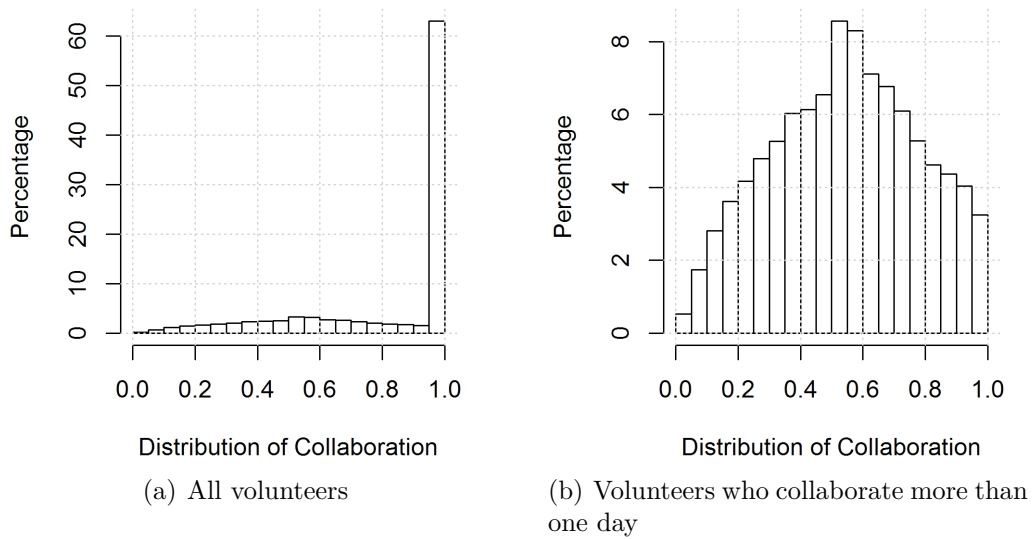 Percentage
60
50
40
30
20
10
0
0.0 0.2 0.4 0.6 0.8 1.0
Distribution of Collaboration
(a) All volunteers
Percentage
8
6
4
2
0
0.0 0.2 0.4 0.6 0.8 1.0
Distribution of Collaboration
(b) Volunteers who collaborate more than
one day